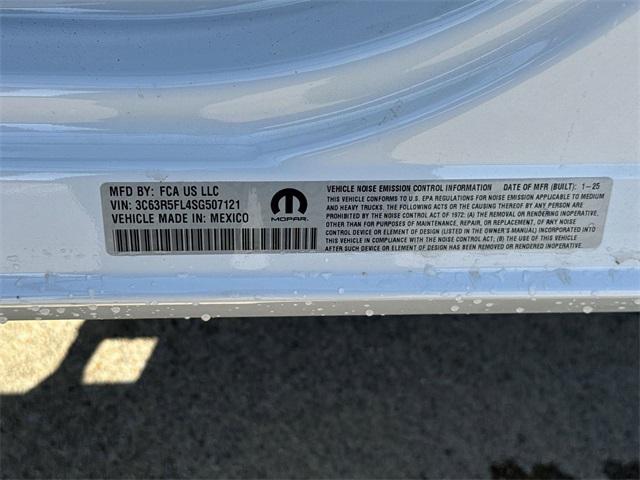 MFD BY: FCA US LLC
VIN: 3C63R5FL4SG507121
VEHICLE MADE IN: MEXICO
MOPAR
VEHICLE NOISE EMISSION CONTROL INFORMATION DATE OF MFR (BUILT): 1-25
THIS VEHICLE CONFORMS TO U.S. EPA REGULATIONS FOR NOISE EMISSION APPLICABLE TO MEDIUM
AND HEAVY TRUCKS. THE FOLLOWING ACTS OR THE CAUSING THEREOF BY ANY PERSON ARE
PROHIBITED BY THE NOISE CONTROL ACT OF 1972: (A) THE REMOVAL OR RENDERING INOPERATIVE,
OTHER THAN FOR PURPOSES OF MAINTENANCE, REPAIR, OR REPLACEMENT, OF ANY NOISE
CONTROL DEVICE OR ELEMENT OF DESIGN (LISTED IN THE OWNER'S MANUAL) INCORPORATED INTO
THIS VEHICLE IN COMPLIANCE WITH THE NOISE CONTROL ACT; (B) THE USE OF THIS VEHICLE
AFTER SUCH DEVICE OR ELEMENT OF DESIGN HAS BEEN REMOVED OR RENDERED INOPERATIVE.